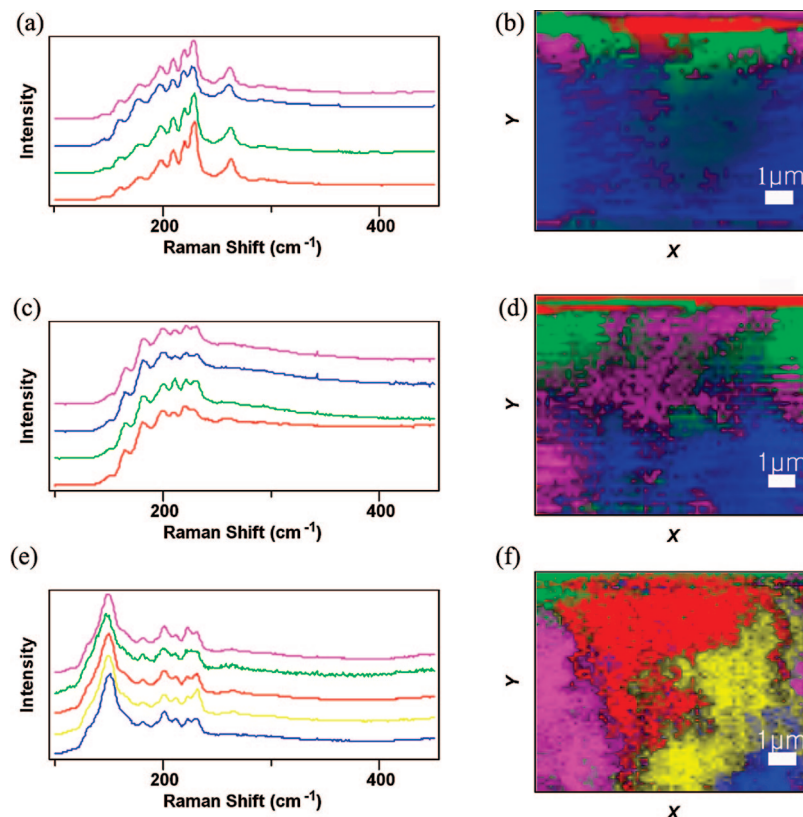 (a)
Intensity
200
400
Raman Shift (cm-1)
(b)
Y
1μm
X
(c)
Intensity
200
400
Raman Shift (cm-1)
(d)
Y
1μm
X
(e)
Intensity
200
400
Raman Shift (cm-1)
(f)
Y
1μm
X